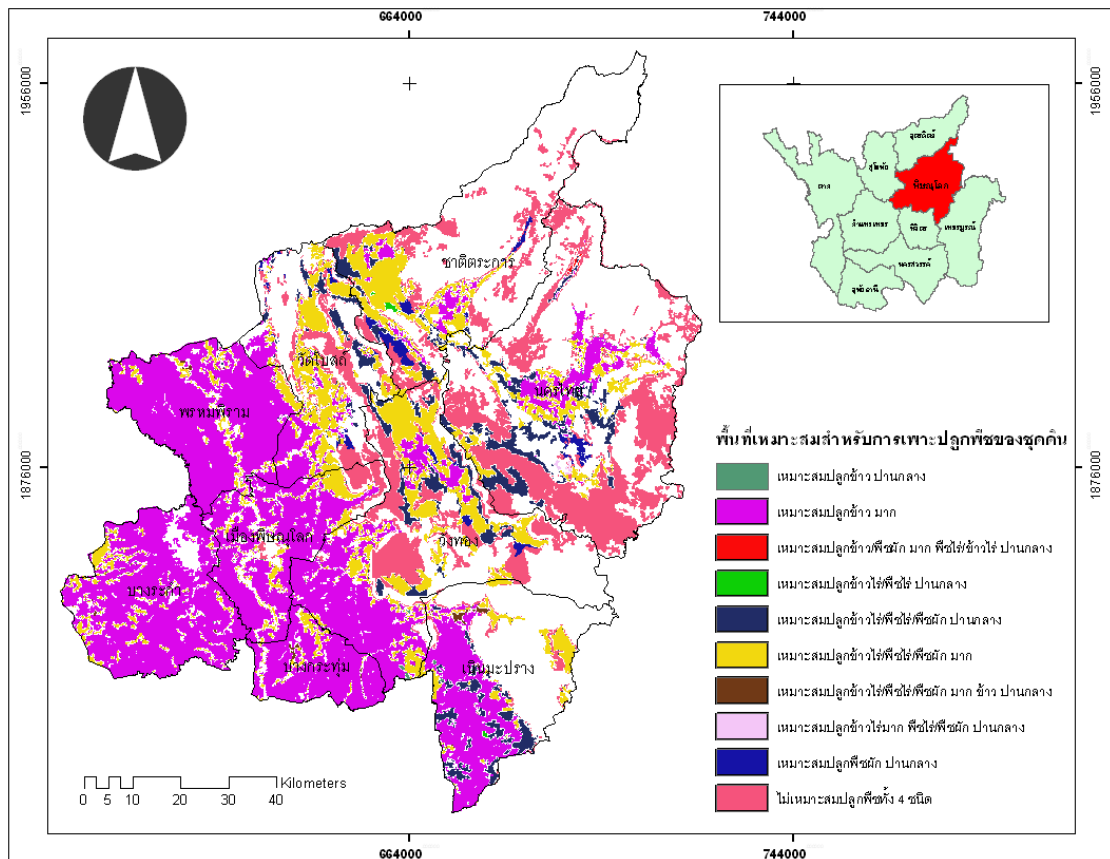 664000
744000
1956000
1956000
อุตรดิตถ์
สุโขทัย
ตาก
พิษณุโลก
กำแพงเพชร
พิจิตร
เพชรบูรณ์
นครสวรรค์
อุทัยธานี
ชาติตระการ
วัดโบสถ์
พรหมพิราม
นครไทย
1876000
1876000
เมืองพิษณุโลก
วังทอง
บางระกำ
บางกระทุ่ม
เนินมะปราง
พื้นที่เหมาะสมสำหรับการเพาะปลูกพืชของชุดดิน
เหมาะสมปลูกข้าว ปานกลาง
เหมาะสมปลูกข้าว มาก
เหมาะสมปลูกข้าว/พืชผัก มาก พืชไร่/ข้าวไร่ ปานกลาง
เหมาะสมปลูกข้าวไร่/พืชไร่ ปานกลาง
เหมาะสมปลูกข้าวไร่/พืชไร่/พืชผัก ปานกลาง
เหมาะสมปลูกข้าวไร่/พืชไร่/พืชผัก มาก
เหมาะสมปลูกข้าวไร่/พืชไร่/พืชผัก มาก ข้าว ปานกลาง
เหมาะสมปลูกข้าวไร่มาก พืชไร่/พืชผัก ปานกลาง
เหมาะสมปลูกพืชผัก ปานกลาง
ไม่เหมาะสมปลูกพืชทั้ง 4 ชนิด
Kilometers
0 5 10 20 30 40
664000
744000